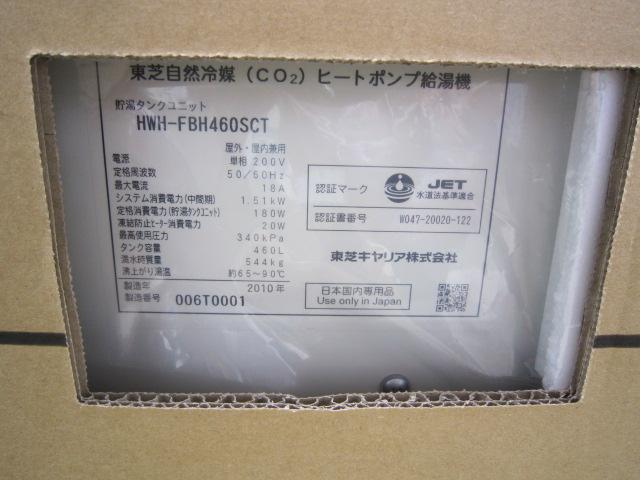 東芝自然冷媒（CO₂）ヒートポンプ給湯機
貯湯タンクユニット
HWH-FBH460SCT
屋外・屋内兼用
電源 単相 200V
定格周波数 50/60Hz
最大電流 18A
システム消費電力(中間期) 1.51kW
定格消費電力(貯湯タンクユニット) 180W
凍結防止ヒーター消費電力 20W
最高使用圧力 340kPa
タンク容量 460L
満水時質量 544kg
沸上がり湯温 約65～90℃
製造年 2010年
製造番号 006T0001
認証マーク JET
水道法基準適合
認証書番号 W047-20020-122
東芝キヤリア株式会社
日本国内専用品
Use only in Japan